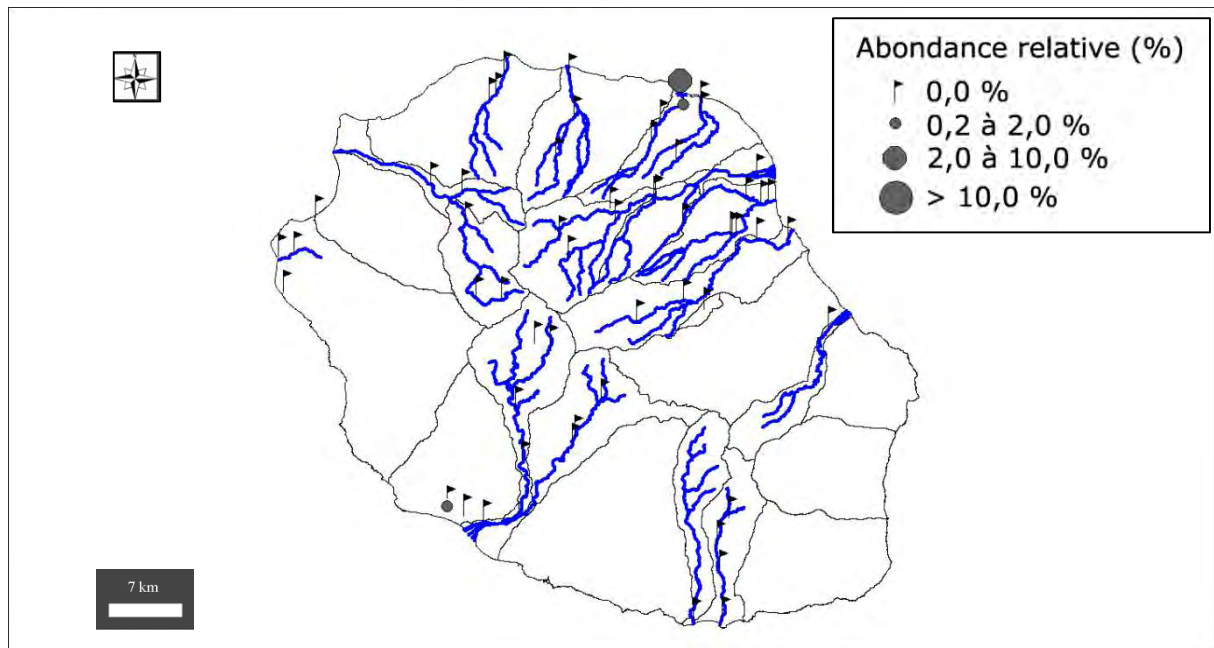 Abondance relative (%)
0,0 %
0,2 à 2,0 %
2,0 à 10,0 %
> 10,0 %
7 km